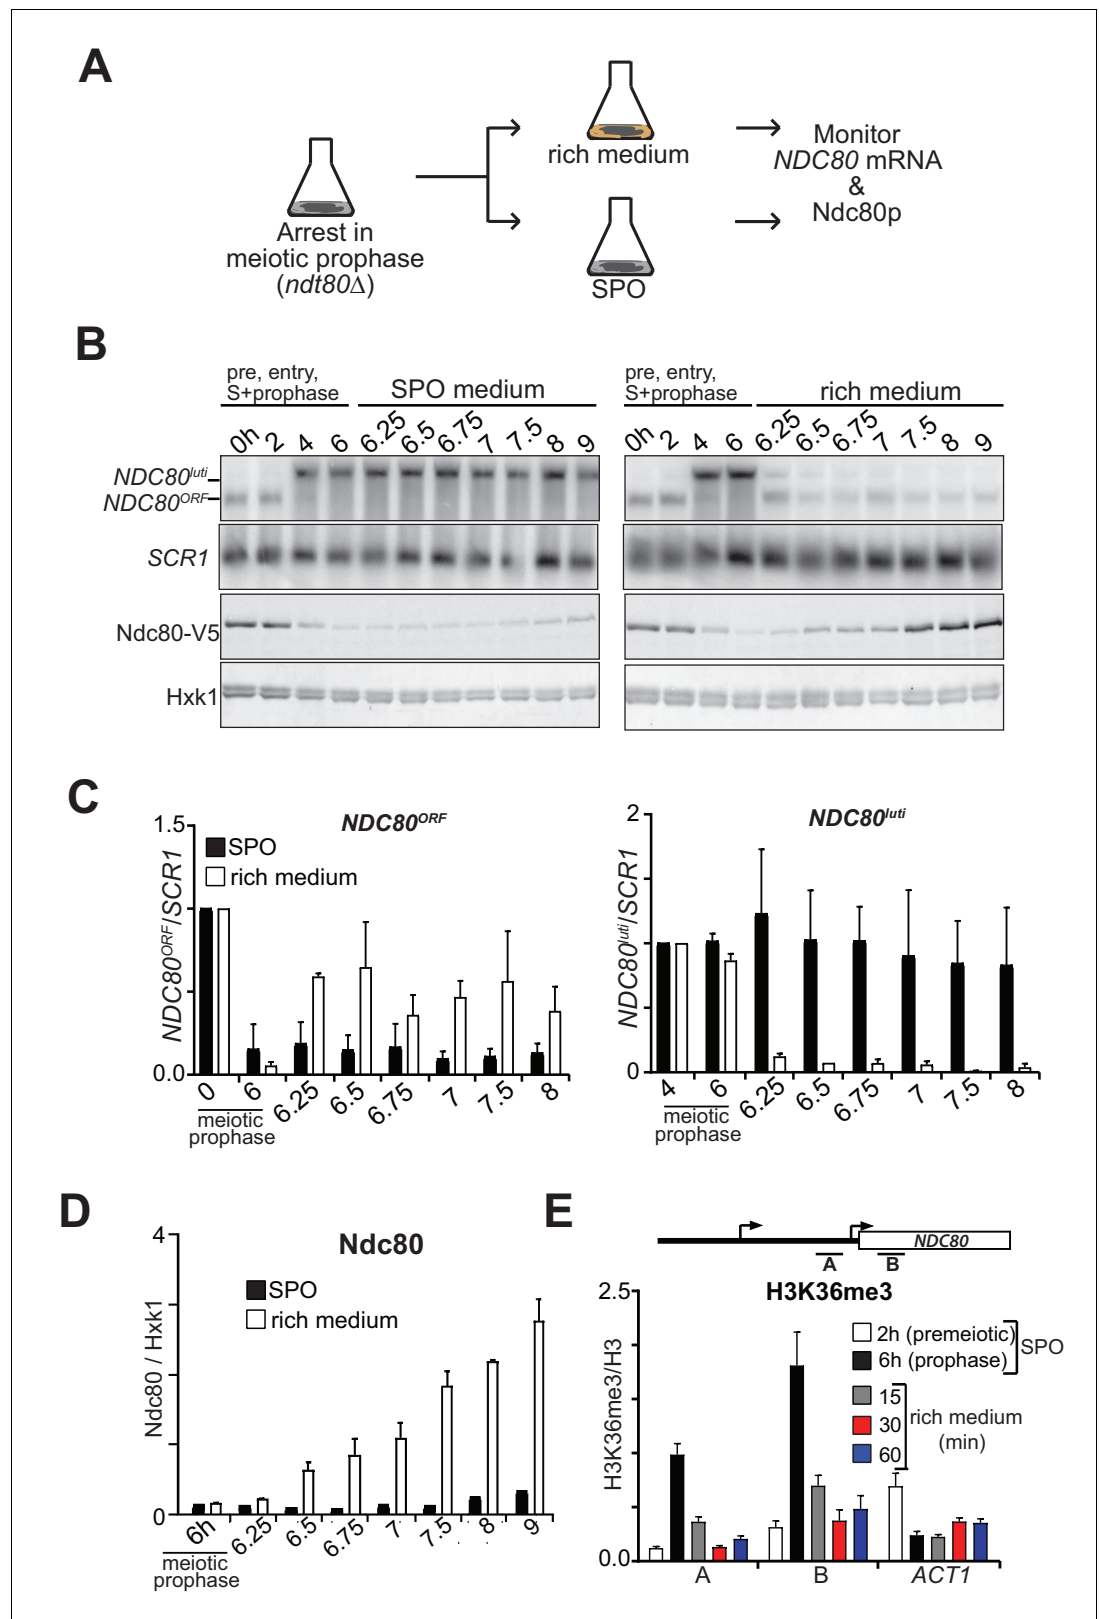 A
rich medium
Monitor
NDC80 mRNA
&
Ndc80p
Arrest in
meiotic prophase
(ndt80Δ)
SPO
B
pre, entry,
S+prophase
SPO medium
0h 2 4 6 6.25 6.5 6.75 7 7.5 8 9
pre, entry,
S+prophase
rich medium
0h 2 4 6 6.25 6.5 6.75 7 7.5 8 9
NDC80luti
NDC80ORF
SCR1
Ndc80-V5
Hxk1
C
NDC80ORF
1.5
SPO
rich medium
NDC80ORF/SCR1
0.0
0 6 6.25 6.5 6.75 7 7.5 8
meiotic
prophase
NDC80luti
2
NDC80luti/SCR1
0
4 6 6.25 6.5 6.75 7 7.5 8
meiotic
prophase
D
Ndc80
4
SPO
rich medium
Ndc80 / Hxk1
0
6h 6.25 6.5 6.75 7 7.5 8 9
meiotic
prophase
E
NDC80
A B
H3K36me3
2.5
2h (premeiotic)
6h (prophase)
SPO
15
30
60
rich medium
(min)
H3K36me3/H3
0.0
A B ACT1